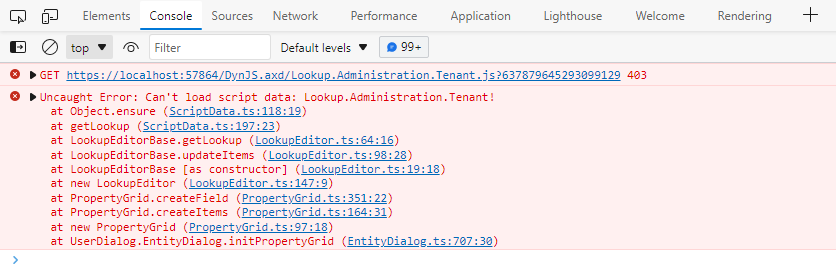 Elements Console Sources Network Performance Application Lighthouse Welcome Rendering
top Filter Default levels 99+
GET https://localhost:57864/DynJS.axd/Lookup.Administration.Tenant.js?637879645293099129 403
Uncaught Error: Can't load script data: Lookup.Administration.Tenant!
at Object.ensure (ScriptData.ts:118:19)
at getLookup (ScriptData.ts:197:23)
at LookupEditorBase.getLookup (LookupEditor.ts:64:16)
at LookupEditorBase.updateItems (LookupEditor.ts:98:28)
at LookupEditorBase [as constructor] (LookupEditor.ts:19:18)
at new LookupEditor (LookupEditor.ts:147:9)
at PropertyGrid.createField (PropertyGrid.ts:351:22)
at PropertyGrid.createItems (PropertyGrid.ts:164:31)
at new PropertyGrid (PropertyGrid.ts:97:18)
at UserDialog.EntityDialog.initPropertyGrid (EntityDialog.ts:707:30)